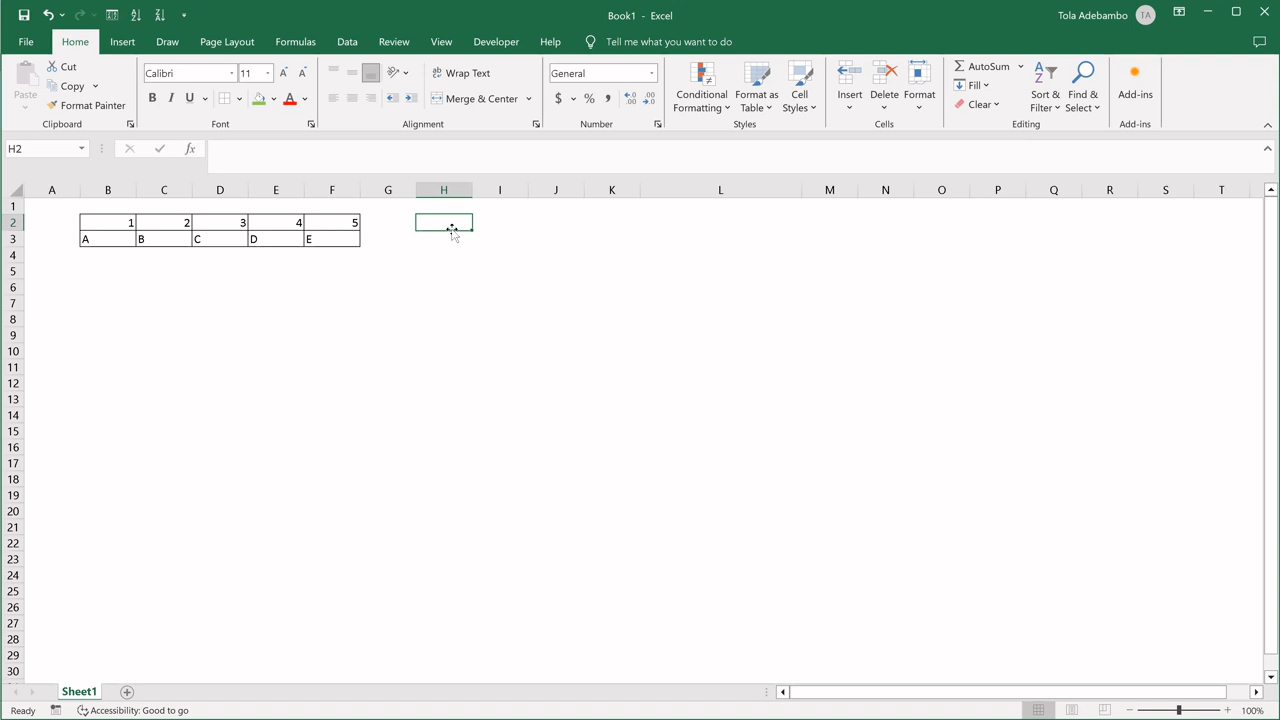 Book1 - Excel
Tola Adebambo TA
File Home Insert Draw Page Layout Formulas Data Review View Developer Help Tell me what you want to do
Paste
Cut
Copy
Format Painter
Clipboard
Calibri 11 A A
B I U A
Font
Wrap Text
Merge & Center
Alignment
General
$ % ,
Number
Conditional Formatting
Format as Table
Cell Styles
Styles
Insert Delete Format
Cells
AutoSum
Fill
Clear
Sort & Filter
Find & Select
Editing
Add-ins
Add-ins
H2 fx
A B C D E F G H I J K L M N O P Q R S T
1
2 1 2 3 4 5
3 A B C D E
4
5
6
7
8
9
10
11
12
13
14
15
16
17
18
19
20
21
22
23
24
25
26
27
28
29
30
Sheet1
Ready Accessibility: Good to go 100%